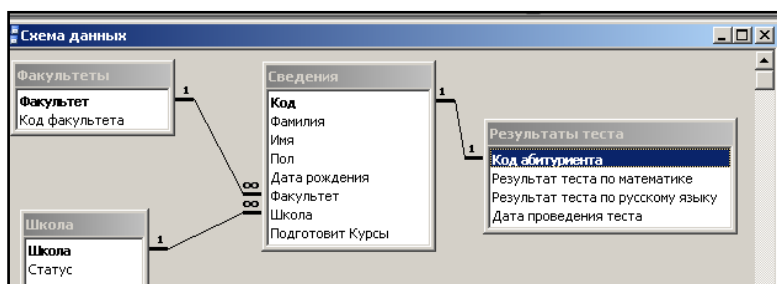 Схема данных
Факультеты
Факультет
Код факультета
1
Сведения
Код
Фамилия
Имя
Пол
Дата рождения
Факультет
Школа
Подготовит Курсы
∞
∞
1
1
Результаты теста
Код абитуриента
Результат теста по математике
Результат теста по русскому языку
Дата проведения теста
Школа
Школа
Статус
1